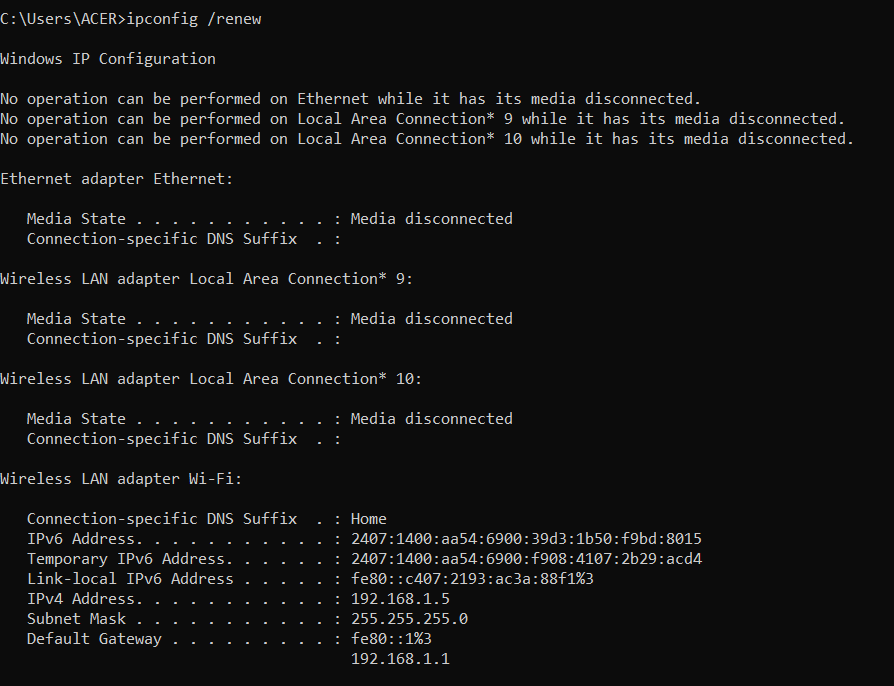 C:\Users\ACER>ipconfig /renew
Windows IP Configuration
No operation can be performed on Ethernet while it has its media disconnected.
No operation can be performed on Local Area Connection* 9 while it has its media disconnected.
No operation can be performed on Local Area Connection* 10 while it has its media disconnected.
Ethernet adapter Ethernet:
   Media State . . . . . . . . . . . : Media disconnected
   Connection-specific DNS Suffix  . :
Wireless LAN adapter Local Area Connection* 9:
   Media State . . . . . . . . . . . : Media disconnected
   Connection-specific DNS Suffix  . :
Wireless LAN adapter Local Area Connection* 10:
   Media State . . . . . . . . . . . : Media disconnected
   Connection-specific DNS Suffix  . :
Wireless LAN adapter Wi-Fi:
   Connection-specific DNS Suffix  . : Home
   IPv6 Address. . . . . . . . . . . : 2407:1400:aa54:6900:39d3:1b50:f9bd:8015
   Temporary IPv6 Address. . . . . . : 2407:1400:aa54:6900:f908:4107:2b29:acd4
   Link-local IPv6 Address . . . . . : fe80::c407:2193:ac3a:88f1%3
   IPv4 Address. . . . . . . . . . . : 192.168.1.5
   Subnet Mask . . . . . . . . . . . : 255.255.255.0
   Default Gateway . . . . . . . . . : fe80::1%3
                                       192.168.1.1